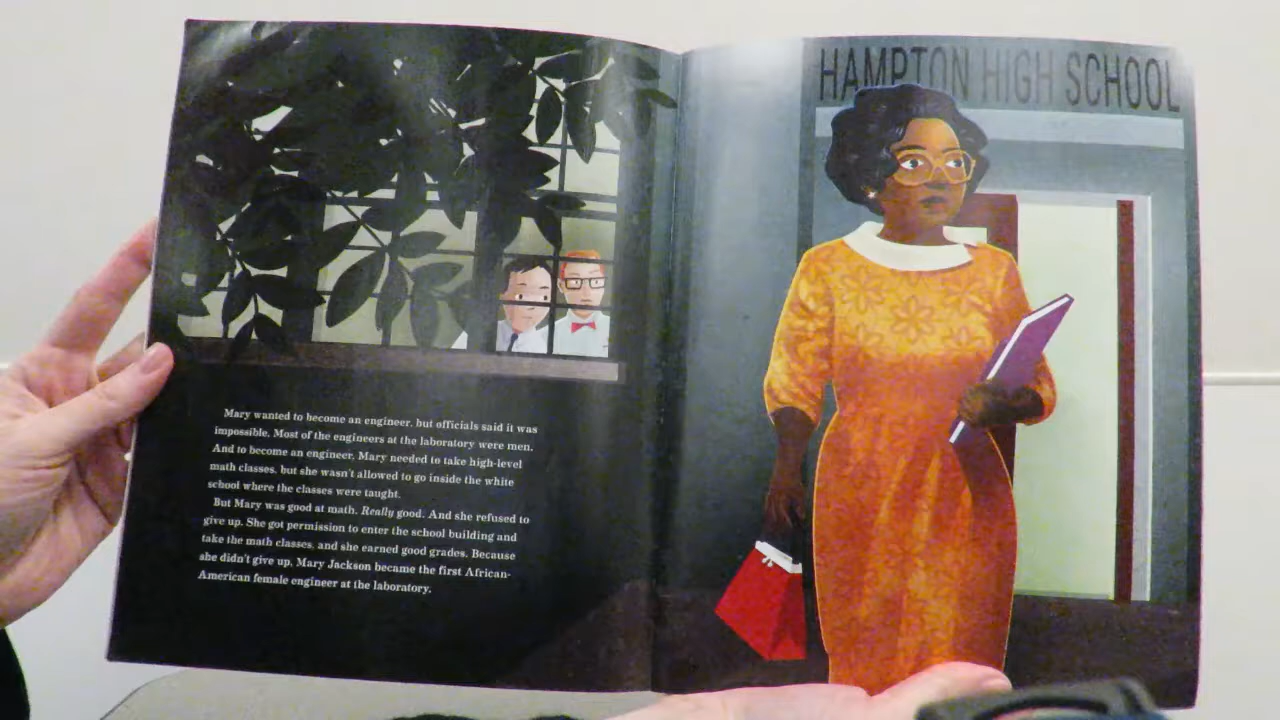 Mary wanted to become an engineer, but officials said it was
impossible. Most of the engineers at the laboratory were men.
And to become an engineer, Mary needed to take high-level
math classes, but she wasn't allowed to go inside the white
school where the classes were taught.
But Mary was good at math. Really good. And she refused to
give up. She got permission to enter the school building and
take the math classes, and she earned good grades. Because
she didn't give up, Mary Jackson became the first African-
American female engineer at the laboratory.
HAMPTON HIGH SCHOOL